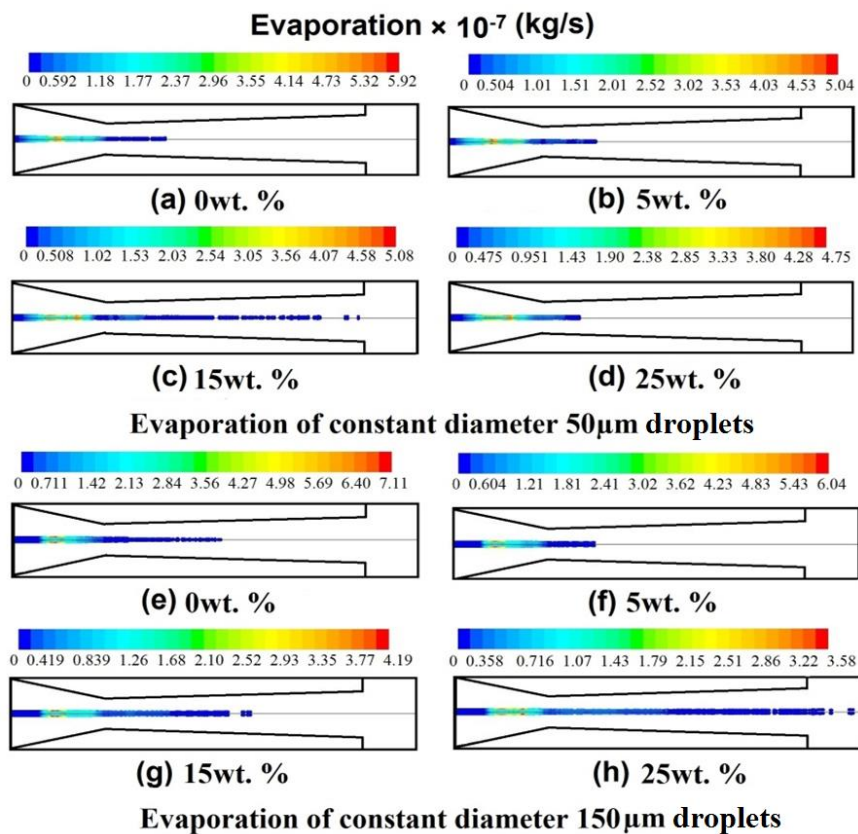 Evaporation × 10⁻⁷ (kg/s)
0 0.592 1.18 1.77 2.37 2.96 3.55 4.14 4.73 5.32 5.92
0 0.504 1.01 1.51 2.01 2.52 3.02 3.53 4.03 4.53 5.04
(a) 0wt. %
(b) 5wt. %
0 0.508 1.02 1.53 2.03 2.54 3.05 3.56 4.07 4.58 5.08
0 0.475 0.951 1.43 1.90 2.38 2.85 3.33 3.80 4.28 4.75
(c) 15wt. %
(d) 25wt. %
Evaporation of constant diameter 50μm droplets
0 0.711 1.42 2.13 2.84 3.56 4.27 4.98 5.69 6.40 7.11
0 0.604 1.21 1.81 2.41 3.02 3.62 4.23 4.83 5.43 6.04
(e) 0wt. %
(f) 5wt. %
0 0.419 0.839 1.26 1.68 2.10 2.52 2.93 3.35 3.77 4.19
0 0.358 0.716 1.07 1.43 1.79 2.15 2.51 2.86 3.22 3.58
(g) 15wt. %
(h) 25wt. %
Evaporation of constant diameter 150μm droplets